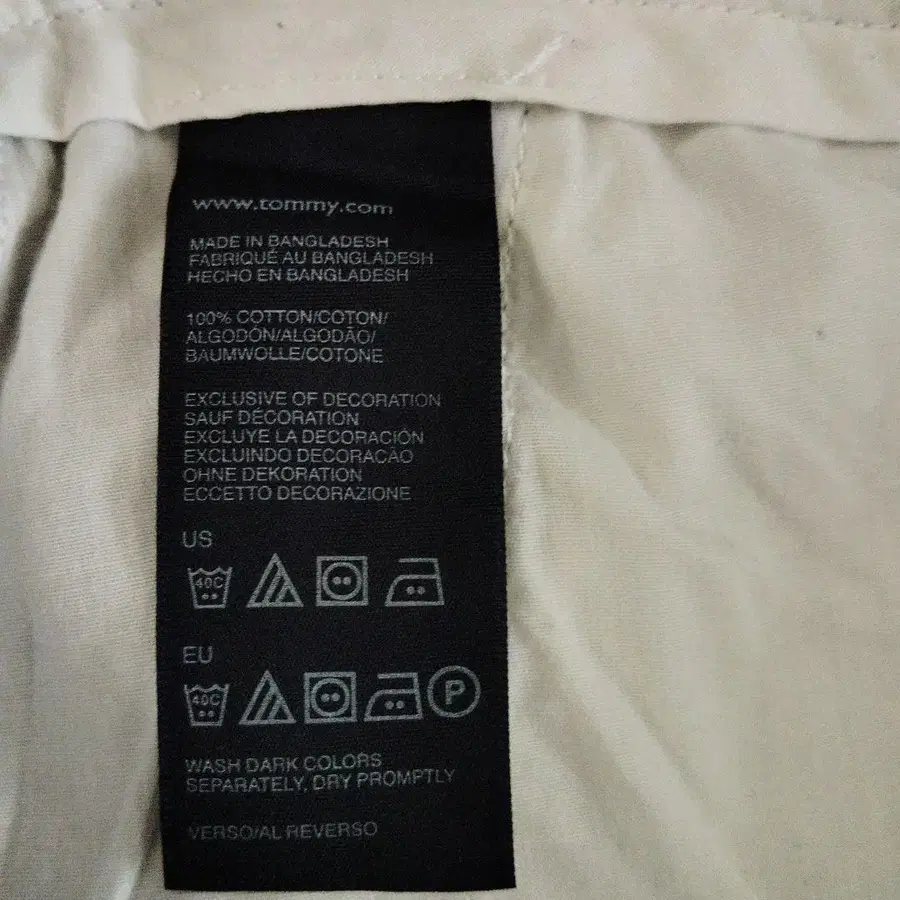 www.tommy.com
MADE IN BANGLADESH
FABRIQUÉ AU BANGLADESH
HECHO EN BANGLADESH
100% COTTON/COTON/
ALGODÓN/ALGODÃO/
BAUMWOLLE/COTONE
EXCLUSIVE OF DECORATION
SAUF DÉCORATION
EXCLUYE LA DECORACIÓN
EXCLUINDO DECORAÇÃO
OHNE DEKORATION
ECCETTO DECORAZIONE
US
40C
EU
40C P
WASH DARK COLORS
SEPARATELY, DRY PROMPTLY
VERSO/AL REVERSO